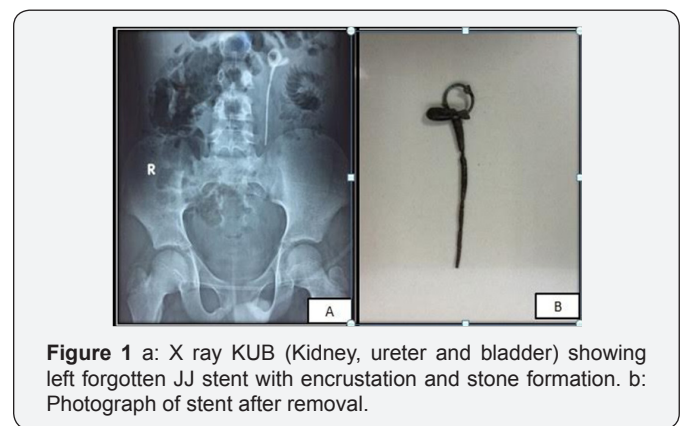 R
A
B
Figure 1 a: X ray KUB (Kidney, ureter and bladder) showing
left forgotten JJ stent with encrustation and stone formation. b:
Photograph of stent after removal.